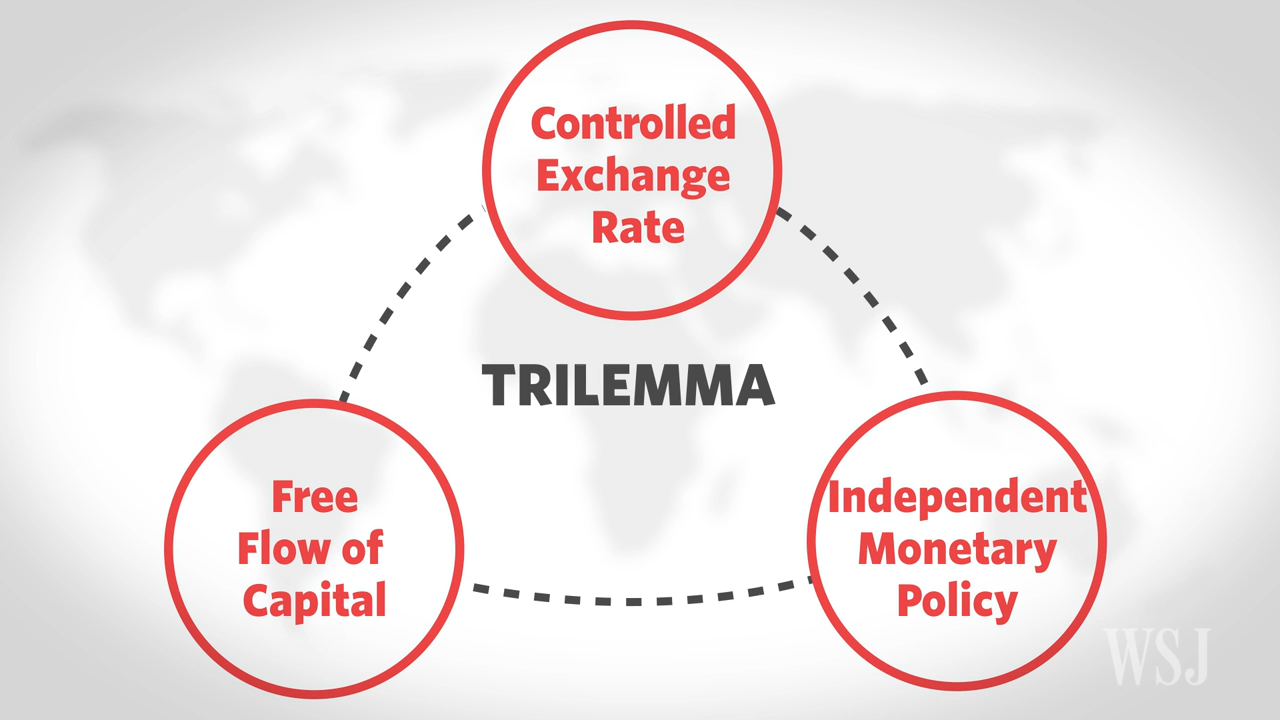 Controlled
Exchange
Rate
TRILEMMA
Free
Flow of
Capital
Independent
Monetary
Policy
WSJ